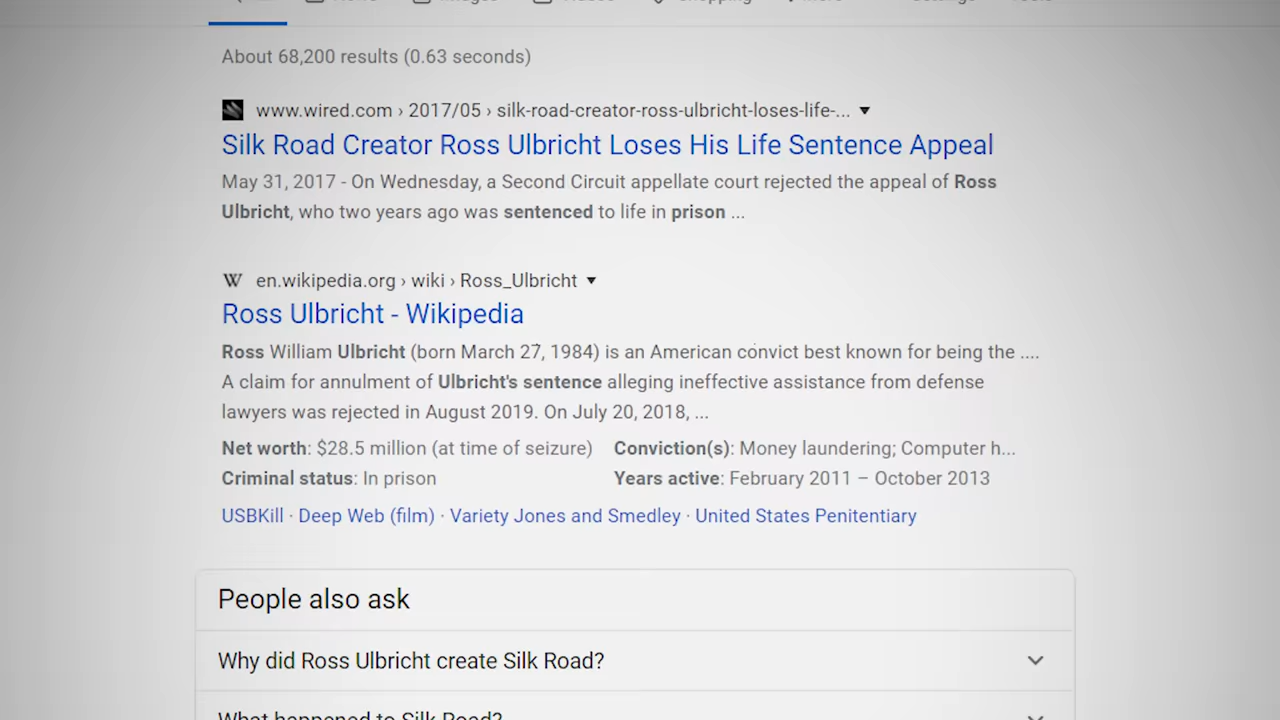 About 68,200 results (0.63 seconds)
www.wired.com › 2017/05 › silk-road-creator-ross-ulbricht-loses-life-...
Silk Road Creator Ross Ulbricht Loses His Life Sentence Appeal
May 31, 2017 - On Wednesday, a Second Circuit appellate court rejected the appeal of Ross
Ulbricht, who two years ago was sentenced to life in prison ...
W en.wikipedia.org › wiki › Ross_Ulbricht
Ross Ulbricht - Wikipedia
Ross William Ulbricht (born March 27, 1984) is an American convict best known for being the ....
A claim for annulment of Ulbricht's sentence alleging ineffective assistance from defense
lawyers was rejected in August 2019. On July 20, 2018, ...
Net worth: $28.5 million (at time of seizure) Conviction(s): Money laundering; Computer h...
Criminal status: In prison Years active: February 2011 – October 2013
USBKill · Deep Web (film) · Variety Jones and Smedley · United States Penitentiary
People also ask
Why did Ross Ulbricht create Silk Road?
What happened to Silk Road?